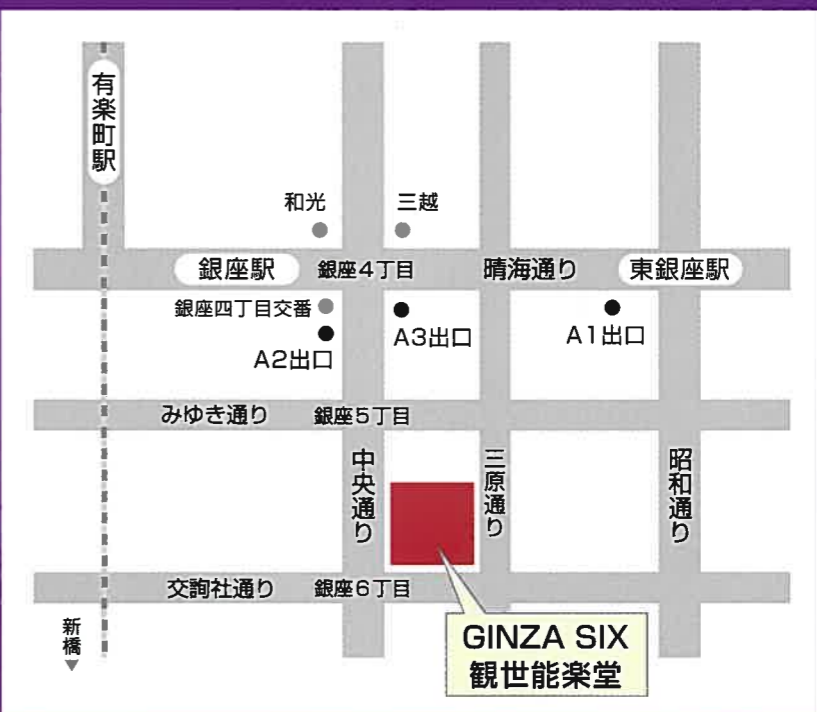 有楽町駅
和光
三越
銀座駅
銀座4丁目
晴海通り
東銀座駅
銀座四丁目交番
A2出口
A3出口
A1出口
みゆき通り
銀座5丁目
中央通り
三原通り
昭和通り
交詢社通り
銀座6丁目
新橋
GINZA SIX
観世能楽堂